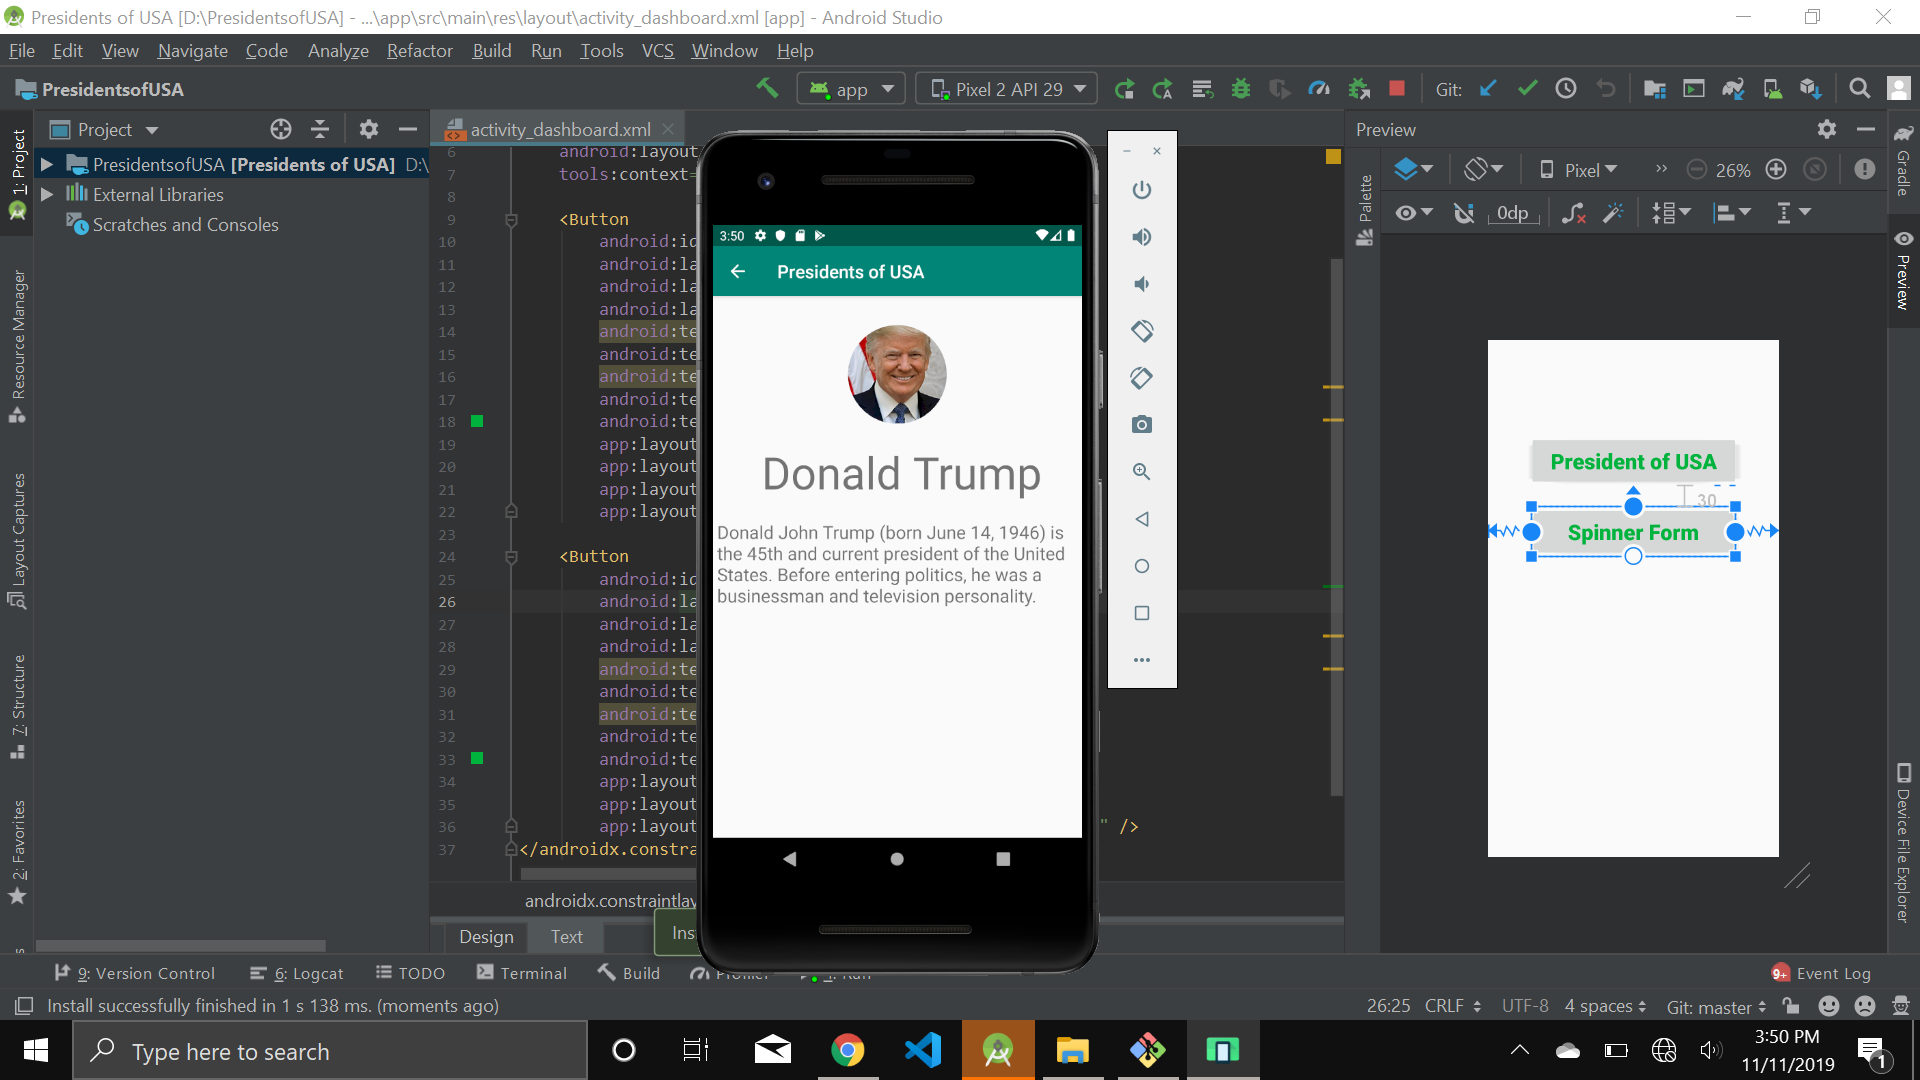 Presidents of USA [D:\PresidentsofUSA] - ...\app\src\main\res\layout\activity_dashboard.xml [app] - Android Studio
File Edit View Navigate Code Analyze Refactor Build Run Tools VCS Window Help
PresidentsofUSA
app
Pixel 2 API 29
Git:
Project
activity_dashboard.xml
Preview
PresidentsofUSA [Presidents of USA] D:\
External Libraries
Scratches and Consoles
1: Project
Resource Manager
Layout Captures
7: Structure
2: Favorites
6 android:layout
7 tools:context=
8
9 <Button
10 android:id
11 android:la
12 android:la
13 android:la
14 android:te
15 android:te
16 android:te
17 android:te
18 android:te
19 app:layout
20 app:layout
21 app:layout
22 app:layout
23
24 <Button
25 android:id
26 android:la
27 android:la
28 android:la
29 android:te
30 android:te
31 android:te
32 android:te
33 android:te
34 app:layout
35 app:layout
36 app:layout " />
37 </androidx.constra
androidx.constraintlay
Design Text
Ins
3:50
Presidents of USA
Donald Trump
Donald John Trump (born June 14, 1946) is
the 45th and current president of the United
States. Before entering politics, he was a
businessman and television personality.
Palette
Pixel
26%
0dp
President of USA
30
Spinner Form
Gradle
Preview
Device File Explorer
9: Version Control 6: Logcat TODO Terminal Build Profiler 4: Run
9+ Event Log
Install successfully finished in 1 s 138 ms. (moments ago)
26:25 CRLF UTF-8 4 spaces Git: master
Type here to search
3:50 PM
11/11/2019
1